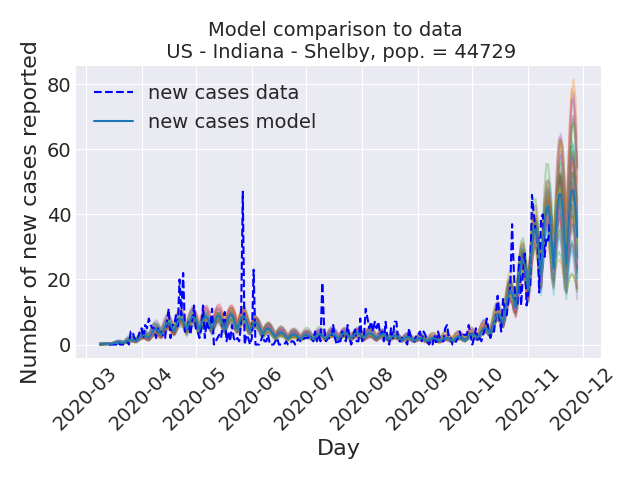 Model comparison to data
US - Indiana - Shelby, pop. = 44729
Number of new cases reported
80
60
40
20
0
new cases data
new cases model
2020-03
2020-04
2020-05
2020-06
2020-07
2020-08
2020-09
2020-10
2020-11
2020-12
Day